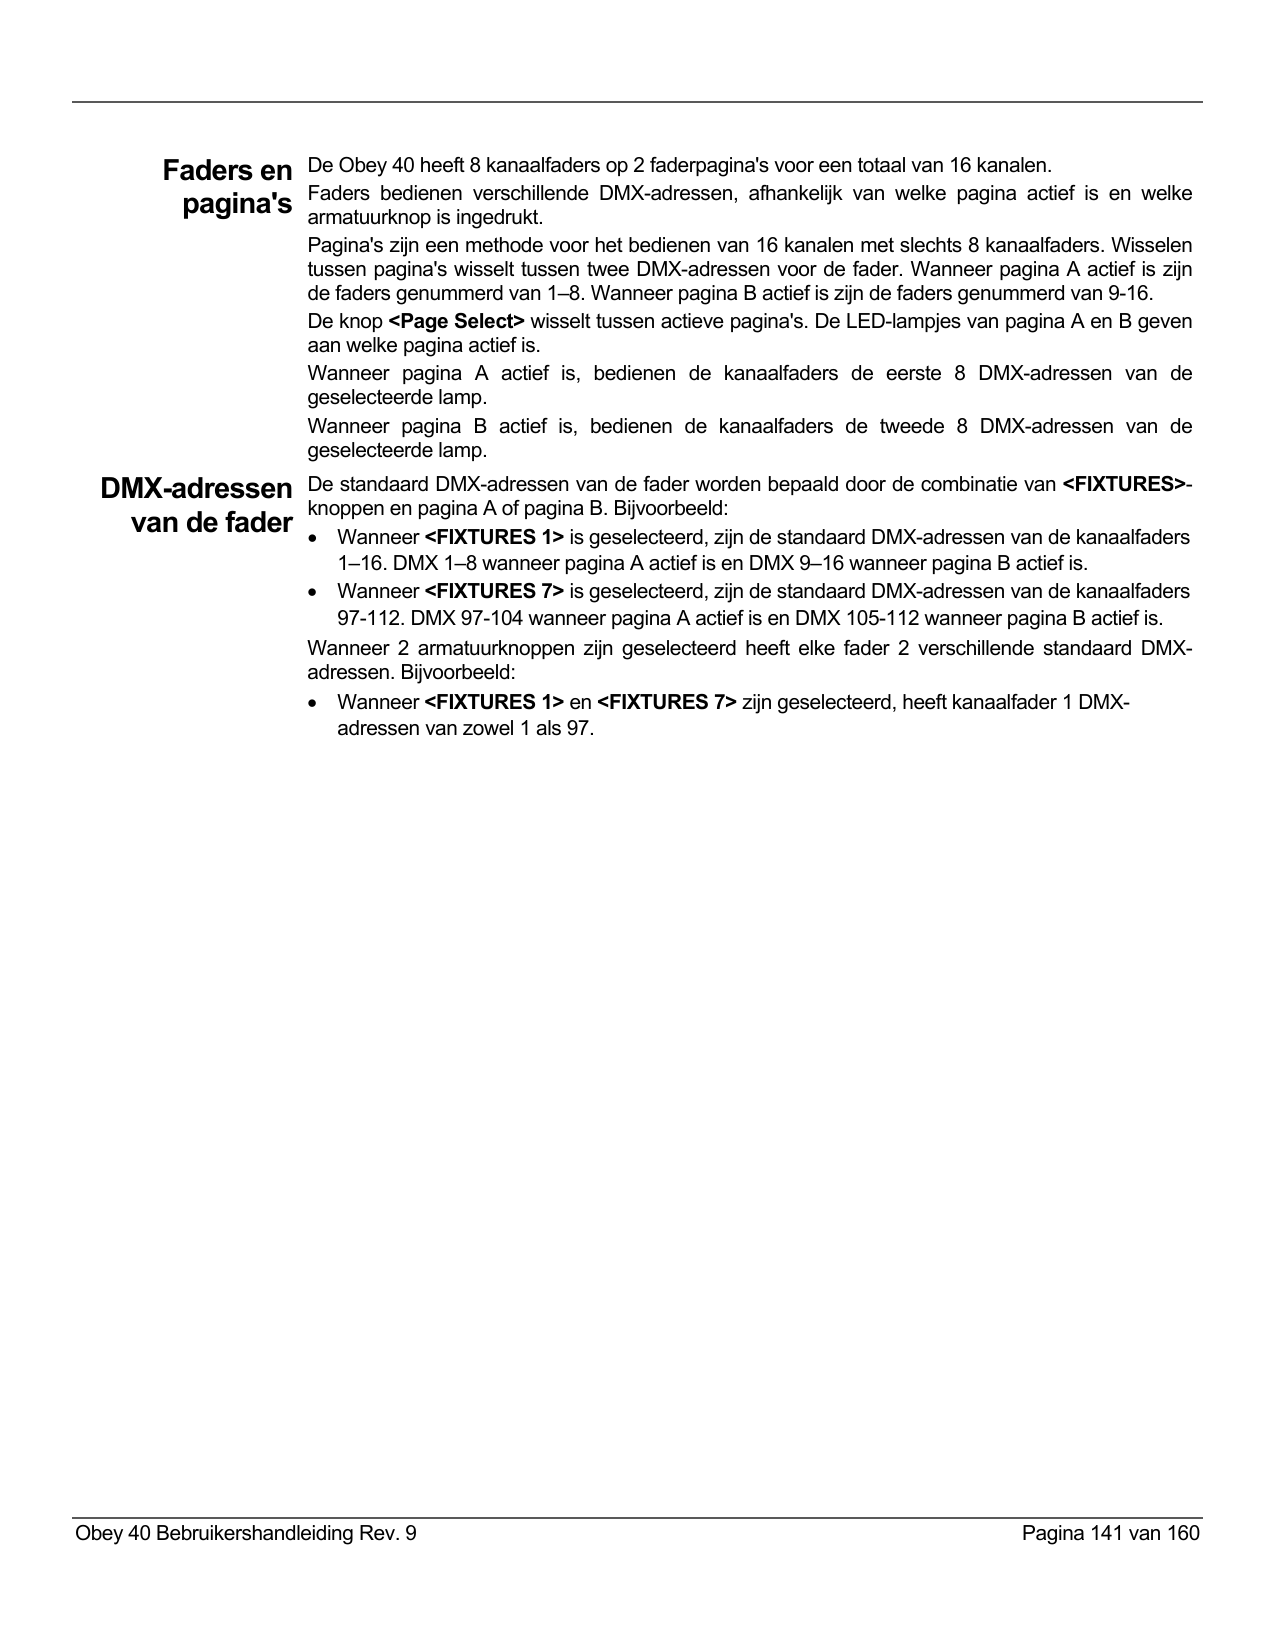 Faders en
pagina's
De Obey 40 heeft 8 kanaalfaders op 2 faderpagina's voor een totaal van 16 kanalen.
Faders bedienen verschillende DMX-adressen, afhankelijk van welke pagina actief is en welke
armatuurknop is ingedrukt.
Pagina's zijn een methode voor het bedienen van 16 kanalen met slechts 8 kanaalfaders. Wisselen
tussen pagina's wisselt tussen twee DMX-adressen voor de fader. Wanneer pagina A actief is zijn
de faders genummerd van 1–8. Wanneer pagina B actief is zijn de faders genummerd van 9-16.
De knop <Page Select> wisselt tussen actieve pagina's. De LED-lampjes van pagina A en B geven
aan welke pagina actief is.
Wanneer pagina A actief is, bedienen de kanaalfaders de eerste 8 DMX-adressen van de
geselecteerde lamp.
Wanneer pagina B actief is, bedienen de kanaalfaders de tweede 8 DMX-adressen van de
geselecteerde lamp.
DMX-adressen
van de fader
De standaard DMX-adressen van de fader worden bepaald door de combinatie van <FIXTURES>-
knoppen en pagina A of pagina B. Bijvoorbeeld:
• Wanneer <FIXTURES 1> is geselecteerd, zijn de standaard DMX-adressen van de kanaalfaders
1–16. DMX 1–8 wanneer pagina A actief is en DMX 9–16 wanneer pagina B actief is.
• Wanneer <FIXTURES 7> is geselecteerd, zijn de standaard DMX-adressen van de kanaalfaders
97-112. DMX 97-104 wanneer pagina A actief is en DMX 105-112 wanneer pagina B actief is.
Wanneer 2 armatuurknoppen zijn geselecteerd heeft elke fader 2 verschillende standaard DMX-
adressen. Bijvoorbeeld:
• Wanneer <FIXTURES 1> en <FIXTURES 7> zijn geselecteerd, heeft kanaalfader 1 DMX-
adressen van zowel 1 als 97.
Obey 40 Bebruikershandleiding Rev. 9
Pagina 141 van 160